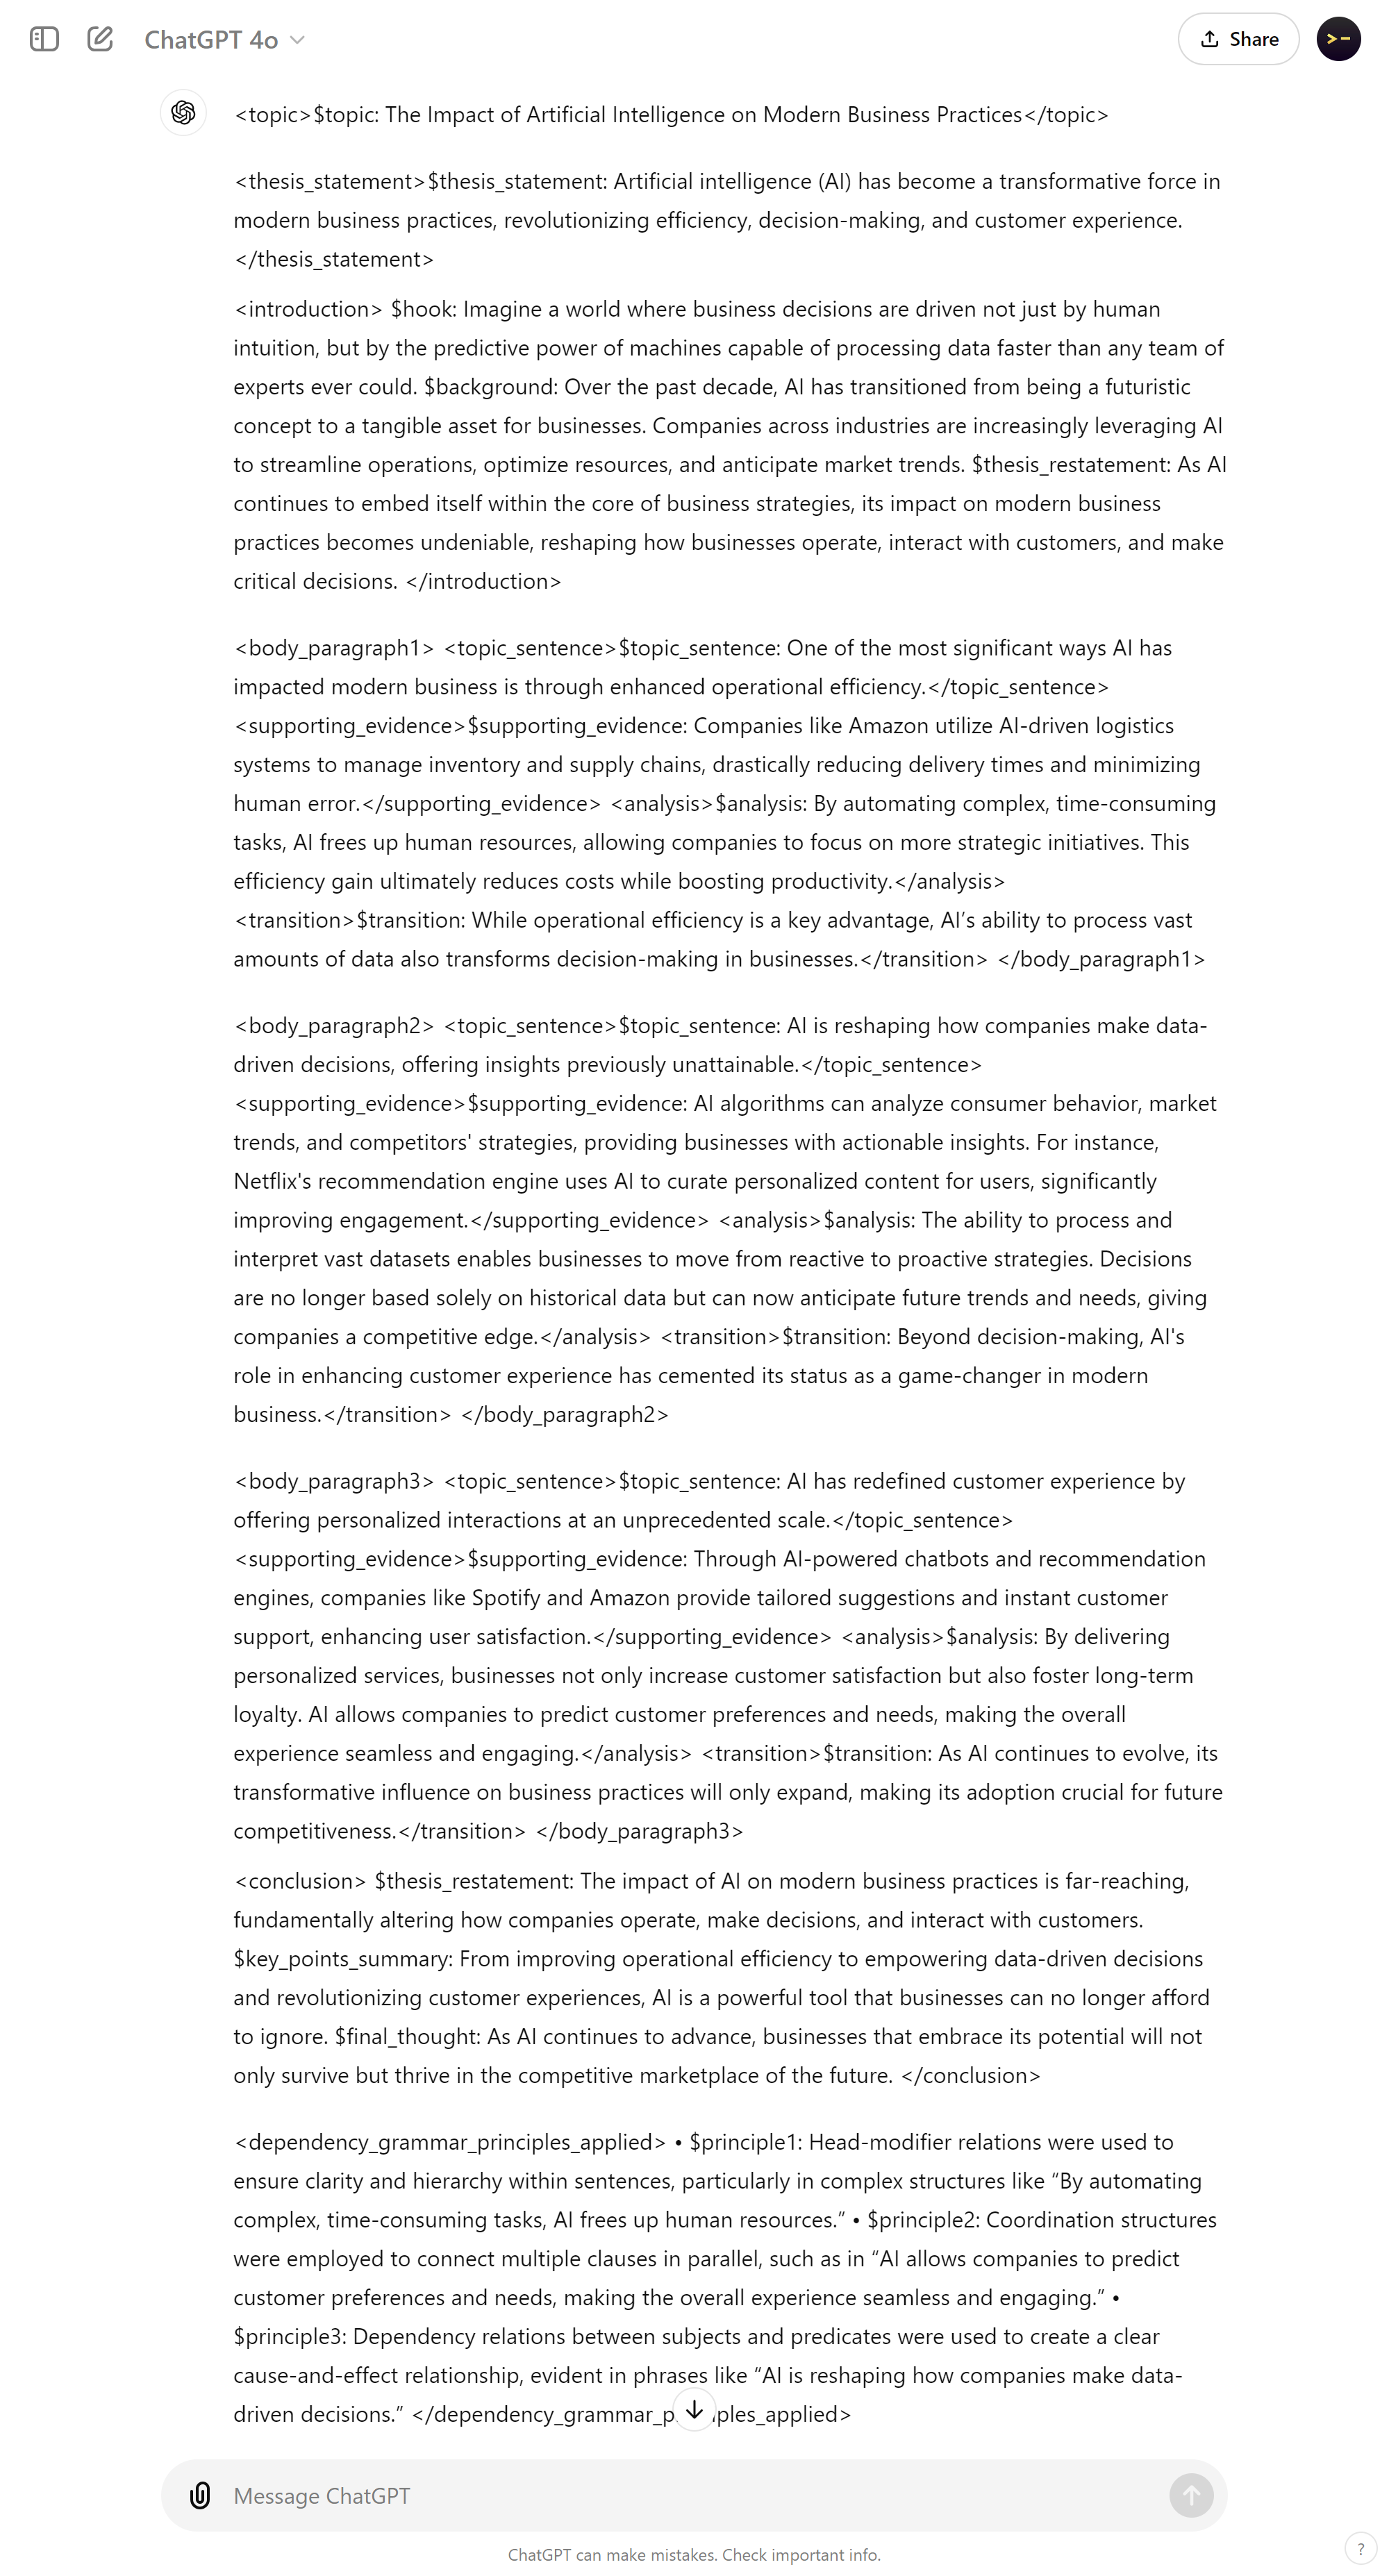 ChatGPT 4o
Share
<topic>$topic: The Impact of Artificial Intelligence on Modern Business Practices</topic>
<thesis_statement>$thesis_statement: Artificial intelligence (AI) has become a transformative force in
modern business practices, revolutionizing efficiency, decision-making, and customer experience.
</thesis_statement>
<introduction> $hook: Imagine a world where business decisions are driven not just by human
intuition, but by the predictive power of machines capable of processing data faster than any team of
experts ever could. $background: Over the past decade, AI has transitioned from being a futuristic
concept to a tangible asset for businesses. Companies across industries are increasingly leveraging AI
to streamline operations, optimize resources, and anticipate market trends. $thesis_restatement: As AI
continues to embed itself within the core of business strategies, its impact on modern business
practices becomes undeniable, reshaping how businesses operate, interact with customers, and make
critical decisions. </introduction>
<body_paragraph1> <topic_sentence>$topic_sentence: One of the most significant ways AI has
impacted modern business is through enhanced operational efficiency.</topic_sentence>
<supporting_evidence>$supporting_evidence: Companies like Amazon utilize AI-driven logistics
systems to manage inventory and supply chains, drastically reducing delivery times and minimizing
human error.</supporting_evidence> <analysis>$analysis: By automating complex, time-consuming
tasks, AI frees up human resources, allowing companies to focus on more strategic initiatives. This
efficiency gain ultimately reduces costs while boosting productivity.</analysis>
<transition>$transition: While operational efficiency is a key advantage, AI’s ability to process vast
amounts of data also transforms decision-making in businesses.</transition> </body_paragraph1>
<body_paragraph2> <topic_sentence>$topic_sentence: AI is reshaping how companies make data-
driven decisions, offering insights previously unattainable.</topic_sentence>
<supporting_evidence>$supporting_evidence: AI algorithms can analyze consumer behavior, market
trends, and competitors' strategies, providing businesses with actionable insights. For instance,
Netflix's recommendation engine uses AI to curate personalized content for users, significantly
improving engagement.</supporting_evidence> <analysis>$analysis: The ability to process and
interpret vast datasets enables businesses to move from reactive to proactive strategies. Decisions
are no longer based solely on historical data but can now anticipate future trends and needs, giving
companies a competitive edge.</analysis> <transition>$transition: Beyond decision-making, AI's
role in enhancing customer experience has cemented its status as a game-changer in modern
business.</transition> </body_paragraph2>
<body_paragraph3> <topic_sentence>$topic_sentence: AI has redefined customer experience by
offering personalized interactions at an unprecedented scale.</topic_sentence>
<supporting_evidence>$supporting_evidence: Through AI-powered chatbots and recommendation
engines, companies like Spotify and Amazon provide tailored suggestions and instant customer
support, enhancing user satisfaction.</supporting_evidence> <analysis>$analysis: By delivering
personalized services, businesses not only increase customer satisfaction but also foster long-term
loyalty. AI allows companies to predict customer preferences and needs, making the overall
experience seamless and engaging.</analysis> <transition>$transition: As AI continues to evolve, its
transformative influence on business practices will only expand, making its adoption crucial for future
competitiveness.</transition> </body_paragraph3>
<conclusion> $thesis_restatement: The impact of AI on modern business practices is far-reaching,
fundamentally altering how companies operate, make decisions, and interact with customers.
$key_points_summary: From improving operational efficiency to empowering data-driven decisions
and revolutionizing customer experiences, AI is a powerful tool that businesses can no longer afford
to ignore. $final_thought: As AI continues to advance, businesses that embrace its potential will not
only survive but thrive in the competitive marketplace of the future. </conclusion>
<dependency_grammar_principles_applied> • $principle1: Head-modifier relations were used to
ensure clarity and hierarchy within sentences, particularly in complex structures like “By automating
complex, time-consuming tasks, AI frees up human resources.” • $principle2: Coordination structures
were employed to connect multiple clauses in parallel, such as in “AI allows companies to predict
customer preferences and needs, making the overall experience seamless and engaging.” •
$principle3: Dependency relations between subjects and predicates were used to create a clear
cause-and-effect relationship, evident in phrases like “AI is reshaping how companies make data-
driven decisions.” </dependency_grammar_principles_applied>
Message ChatGPT
ChatGPT can make mistakes. Check important info.
?